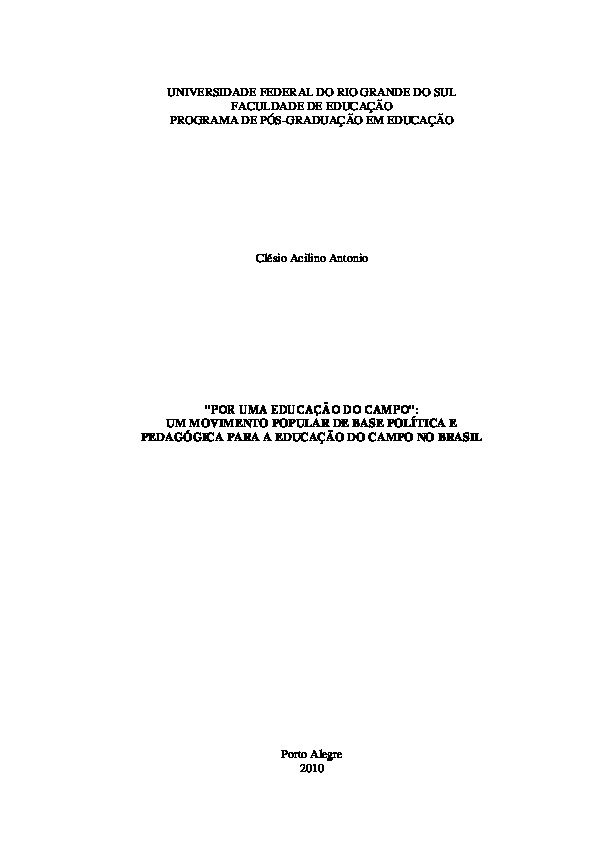 UNIVERSIDADE FEDERAL DO RIO GRANDE DO SUL
FACULDADE DE EDUCAÇÃO
PROGRAMA DE PÓS-GRADUAÇÃO EM EDUCAÇÃO
Clésio Acilino Antonio
"POR UMA EDUCAÇÃO DO CAMPO":
UM MOVIMENTO POPULAR DE BASE POLÍTICA E
PEDAGÓGICA PARA A EDUCAÇÃO DO CAMPO NO BRASIL
Porto Alegre
2010